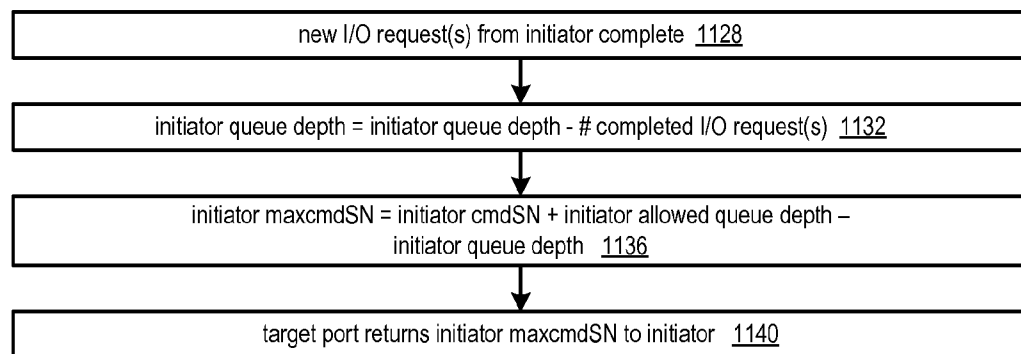 new I/O request(s) from initiator complete 1128
initiator queue depth = initiator queue depth - # completed I/O request(s) 1132
initiator maxcmdSN = initiator cmdSN + initiator allowed queue depth –
initiator queue depth 1136
target port returns initiator maxcmdSN to initiator 1140